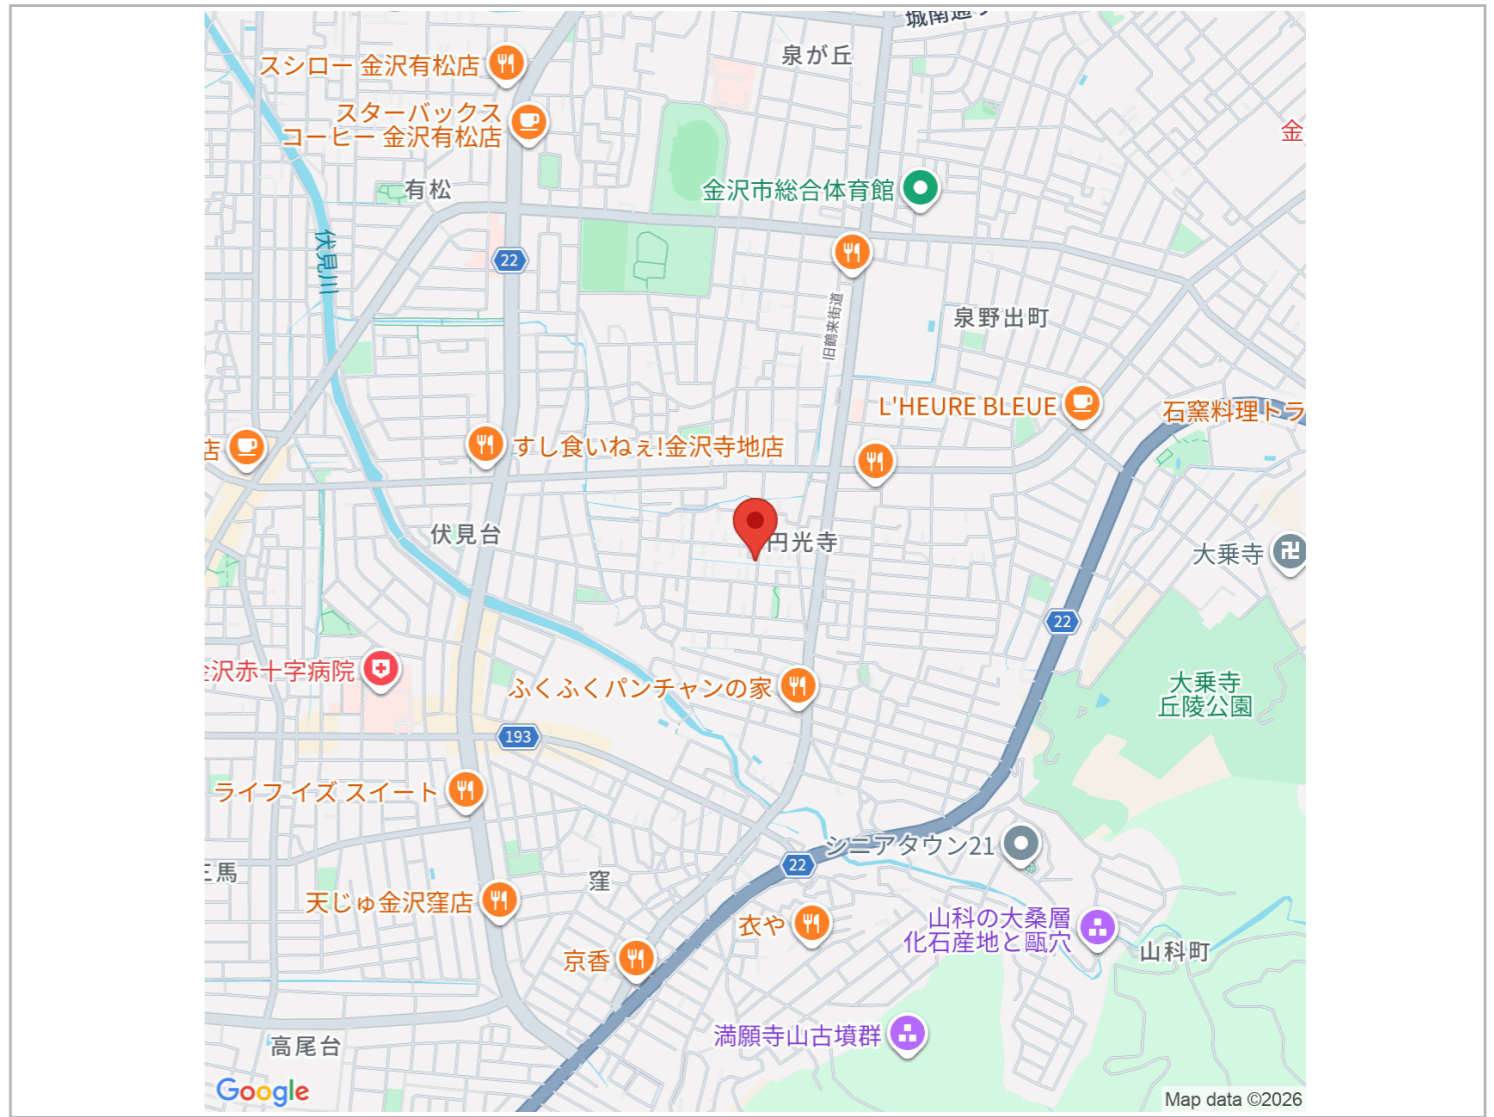 城南通り
泉が丘
スシロー 金沢有松店
スターバックス
コーヒー 金沢有松店
金
有松
金沢市総合体育館
伏見川
22
旧鶴来街道
泉野出町
L'HEURE BLEUE
石窯料理トラ
店
すし食いねぇ!金沢寺地店
伏見台
円光寺
大乗寺
22
金沢赤十字病院
ふくふくパンチャンの家
大乗寺
丘陵公園
193
ライフ イズ スイート
シニアタウン21
22
三馬
窪
天じゅ金沢窪店
衣や
山科の大桑層
化石産地と甌穴
山科町
京香
満願寺山古墳群
高尾台
Google
Map data ©2026